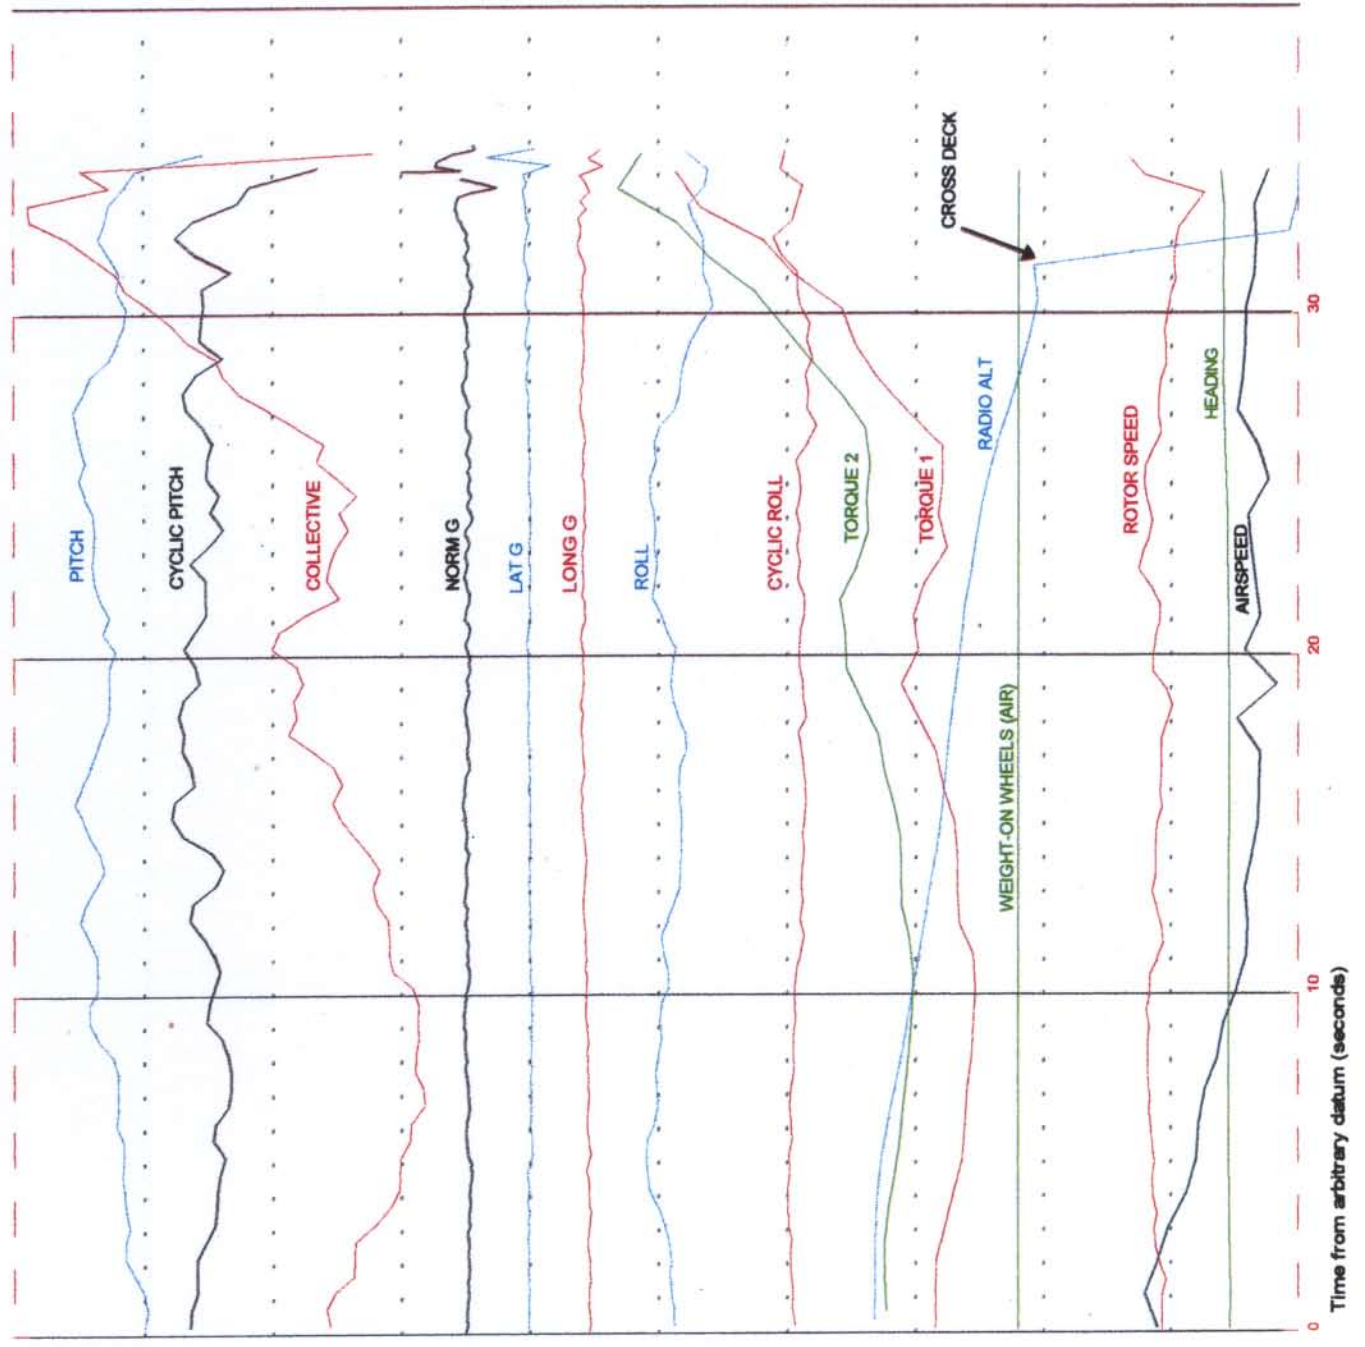 PITCH
CYCLIC PITCH
COLLECTIVE
NORM G
LAT G
LONG G
ROLL
CYCLIC ROLL
TORQUE 2
TORQUE 1
CROSS DECK
RADIO ALT
WEIGHT-ON WHEELS (AIR)
ROTOR SPEED
HEADING
AIRSPEED
0
10
20
30
Time from arbitrary datum (seconds)